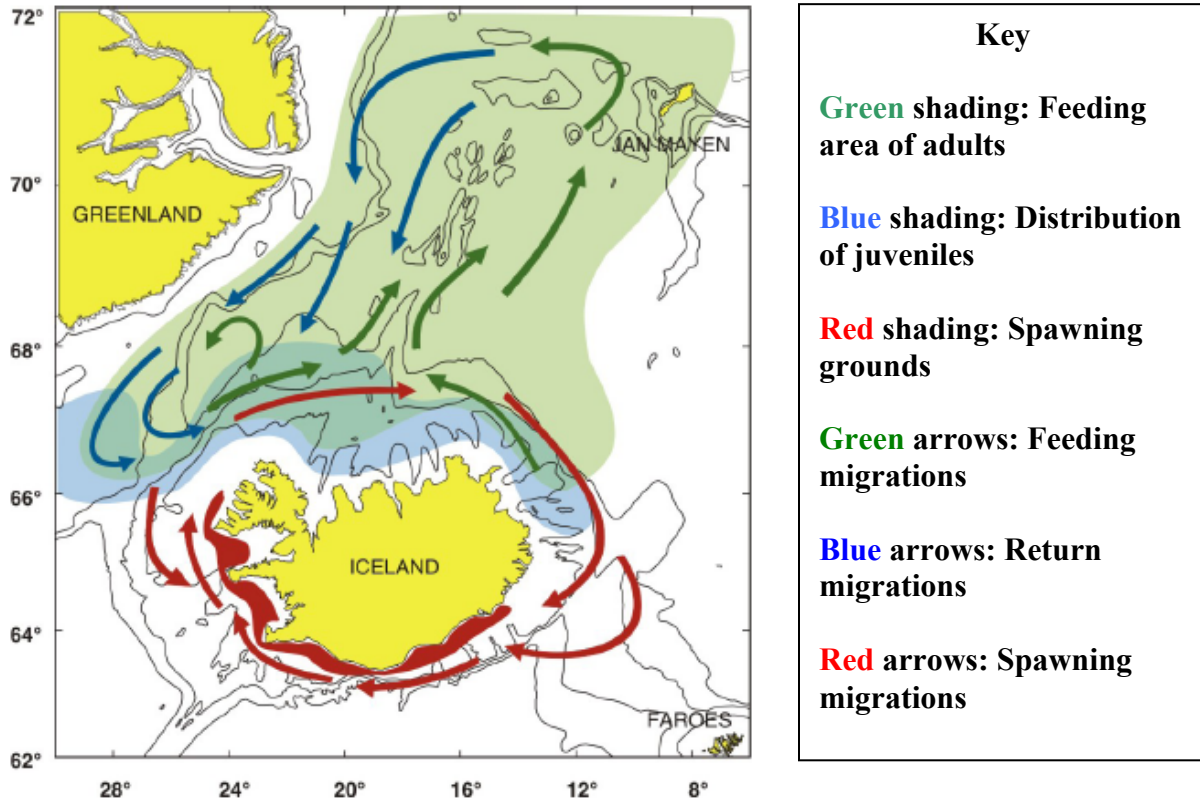 72°
70°
68°
66°
64°
62°
28°
24°
20°
16°
12°
8°
GREENLAND
JAN MAYEN
ICELAND
FAROES
Key
Green shading: Feeding
area of adults
Blue shading: Distribution
of juveniles
Red shading: Spawning
grounds
Green arrows: Feeding
migrations
Blue arrows: Return
migrations
Red arrows: Spawning
migrations